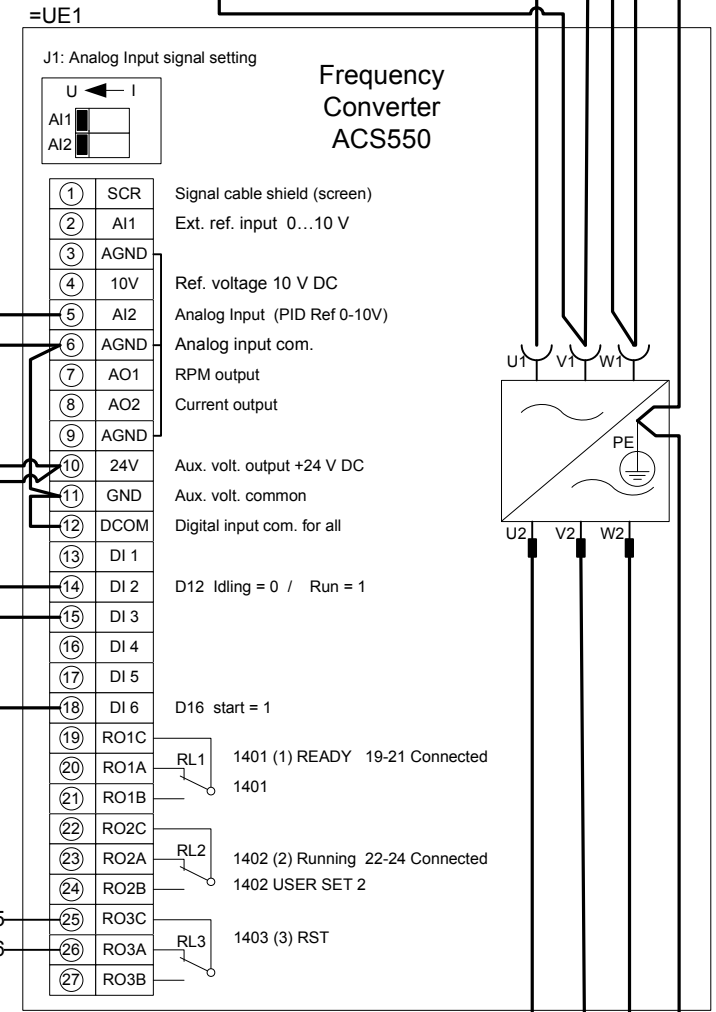 =UE1
J1: Analog Input signal setting
U I
AI1
AI2
Frequency
Converter
ACS550
1 SCR Signal cable shield (screen)
2 AI1 Ext. ref. input 0…10 V
3 AGND
4 10V Ref. voltage 10 V DC
5 AI2 Analog Input (PID Ref 0-10V)
6 AGND Analog input com.
7 AO1 RPM output
8 AO2 Current output
9 AGND
10 24V Aux. volt. output +24 V DC
11 GND Aux. volt. common
12 DCOM Digital input com. for all
13 DI 1
14 DI 2 D12 Idling = 0 / Run = 1
15 DI 3
16 DI 4
17 DI 5
18 DI 6 D16 start = 1
19 RO1C
20 RO1A
21 RO1B
RL1
1401 (1) READY 19-21 Connected
1401
22 RO2C
23 RO2A
24 RO2B
RL2
1402 (2) Running 22-24 Connected
1402 USER SET 2
25 RO3C
26 RO3A
27 RO3B
RL3
1403 (3) RST
U1 V1 W1
PE
U2 V2 W2